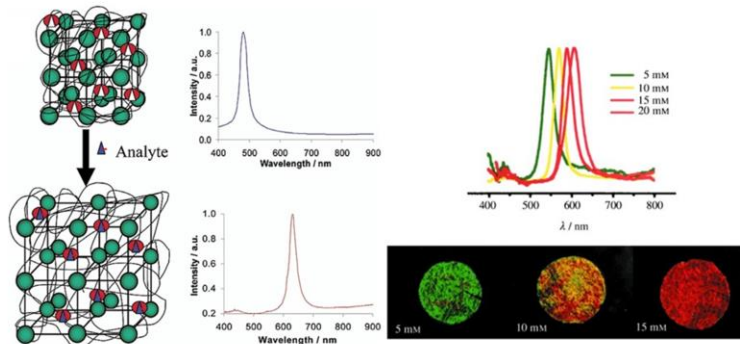 Analyte
Intensity / a.u.
1.0
0.8
0.6
0.4
0.2
0.0
400 500 600 700 800 900
Wavelength / nm
Intensity / a.u.
1.0
0.8
0.6
0.4
0.2
400 500 600 700 800 900
Wavelength / nm
5 mM
10 mM
15 mM
20 mM
400 500 600 700 800
λ / nm
5 mM
10 mM
15 mM